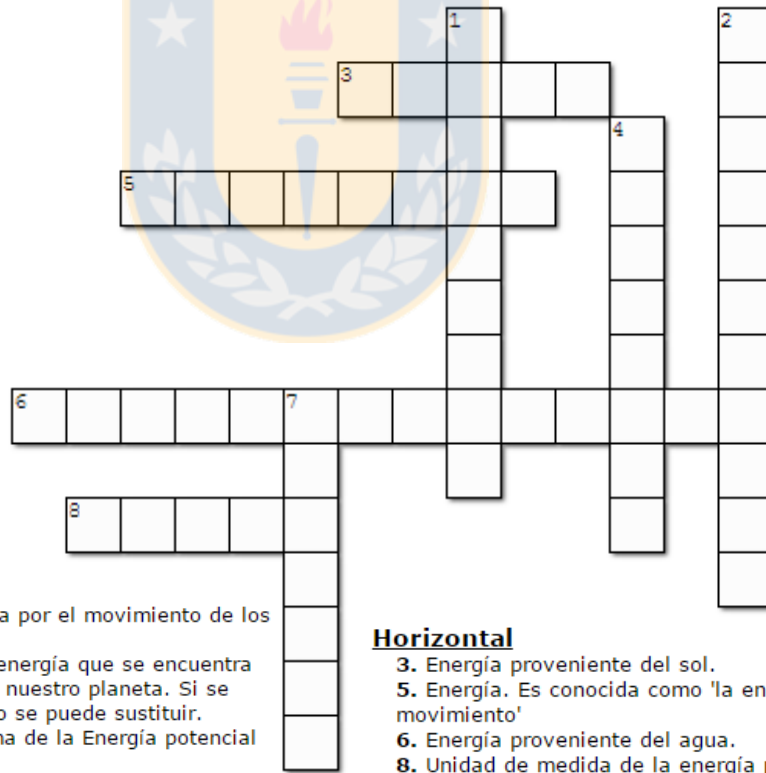 1
2
3
4
5
6
7
8
por el movimiento de los
energía que se encuentra
nuestro planeta. Si se
se puede sustituir.
de la Energía potencial
Horizontal
3. Energía proveniente del sol.
5. Energía. Es conocida como 'la
movimiento'
6. Energía proveniente del agua.
8. Unidad de medida de la energía